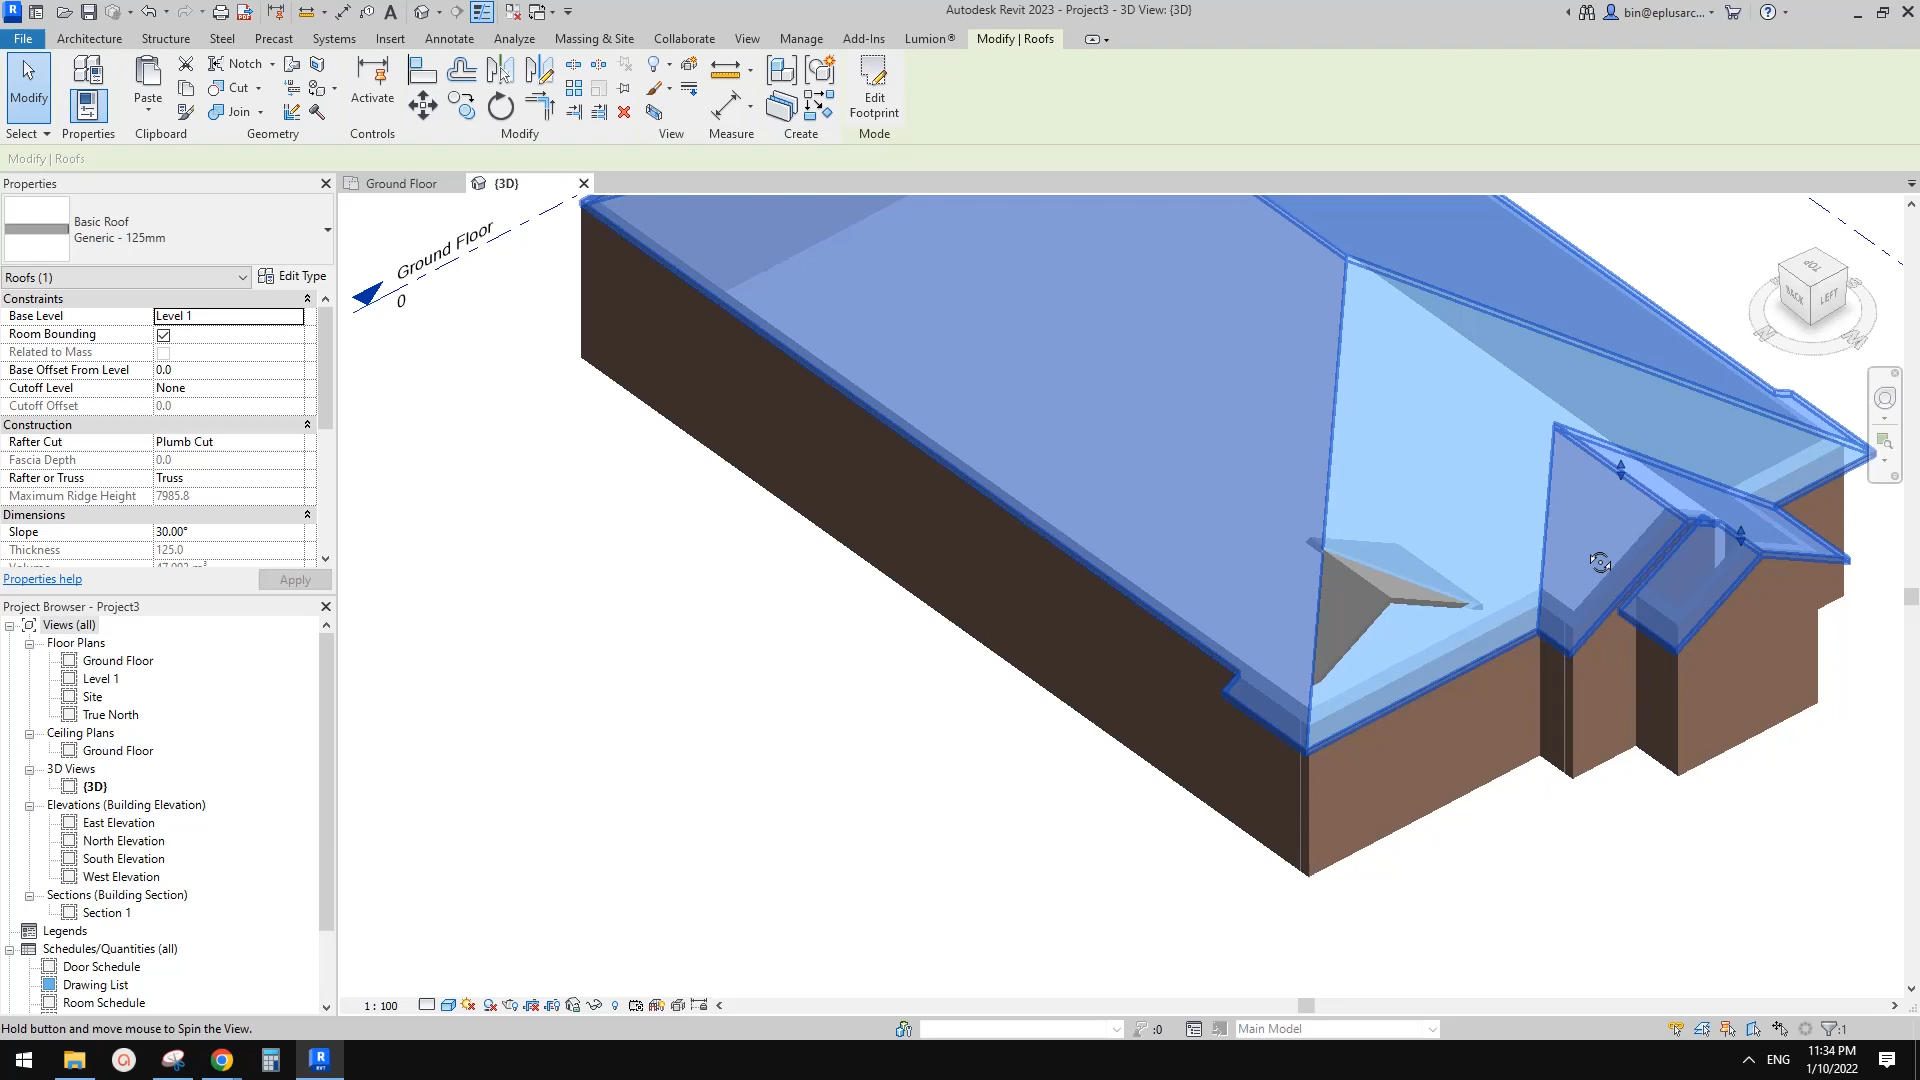 Autodesk Revit 2023 - Project3 - 3D View: {3D}
bin@eplusarc...
File Architecture Structure Steel Precast Systems Insert Annotate Analyze Massing & Site Collaborate View Manage Add-Ins Lumion® Modify | Roofs
Modify
Paste
Notch
Cut
Join
Activate
Edit
Footprint
Select Properties Clipboard Geometry Controls Modify View Measure Create Mode
Modify | Roofs
Properties
Ground Floor
{3D}
Basic Roof
Generic - 125mm
Roofs (1)
Edit Type
Constraints
Base Level Level 1
Room Bounding
Related to Mass
Base Offset From Level 0.0
Cutoff Level None
Cutoff Offset 0.0
Construction
Rafter Cut Plumb Cut
Fascia Depth 0.0
Rafter or Truss Truss
Maximum Ridge Height 7985.8
Dimensions
Slope 30.00°
Thickness 125.0
Properties help
Apply
Project Browser - Project3
Views (all)
Floor Plans
Ground Floor
Level 1
Site
True North
Ceiling Plans
Ground Floor
3D Views
{3D}
Elevations (Building Elevation)
East Elevation
North Elevation
South Elevation
West Elevation
Sections (Building Section)
Section 1
Legends
Schedules/Quantities (all)
Door Schedule
Drawing List
Room Schedule
Ground Floor
0
TOP
BACK
LEFT
1 : 100
Hold button and move mouse to Spin the View.
:0
Main Model
:1
ENG
11:34 PM
1/10/2022